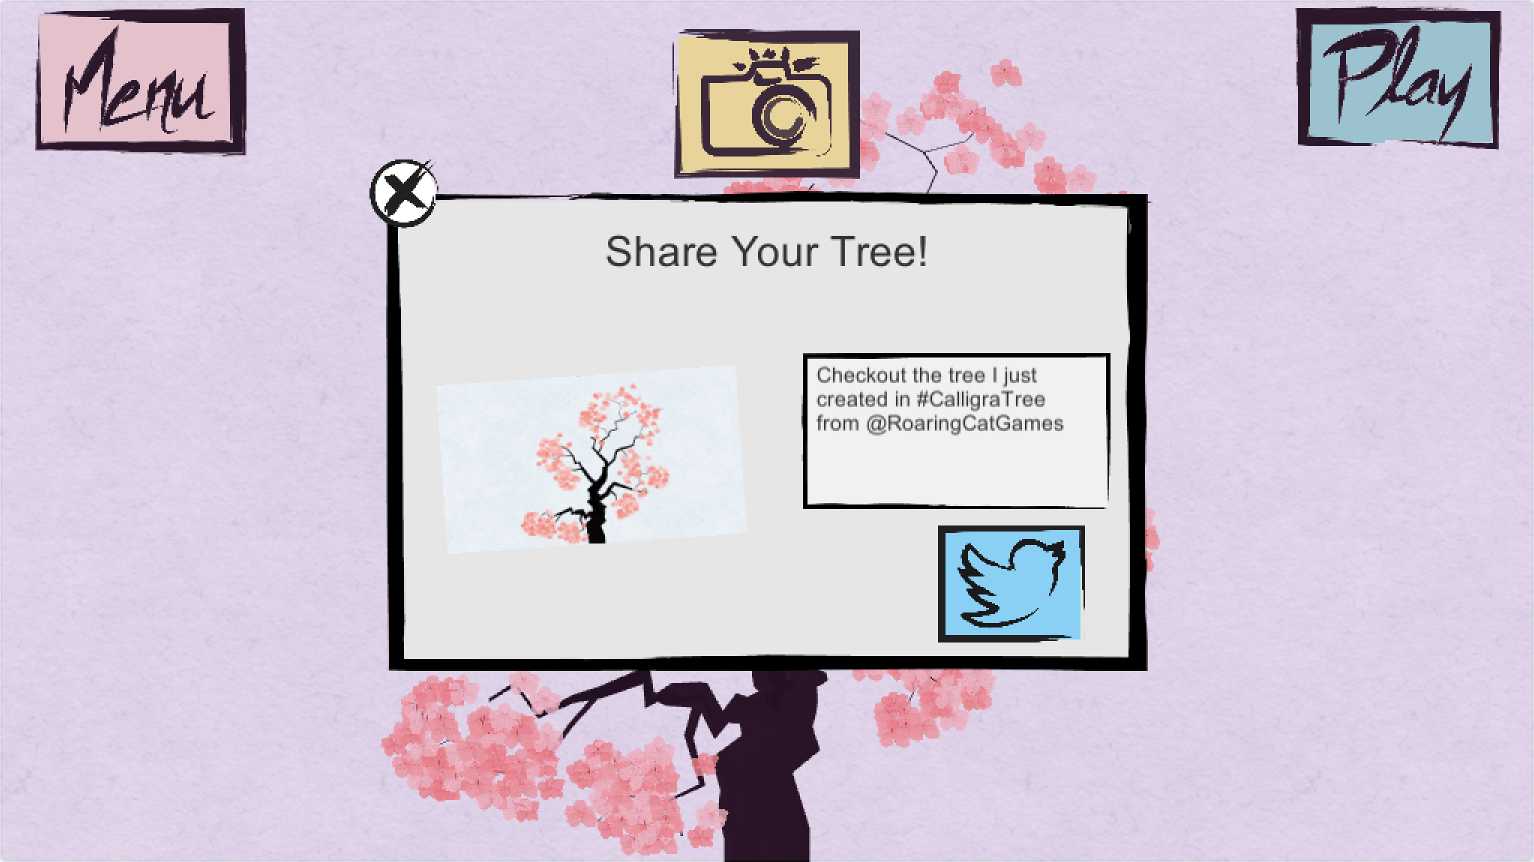 Menu
Play
Share Your Tree!
Checkout the tree I just
created in #CalligraTree
from @RoaringCatGames